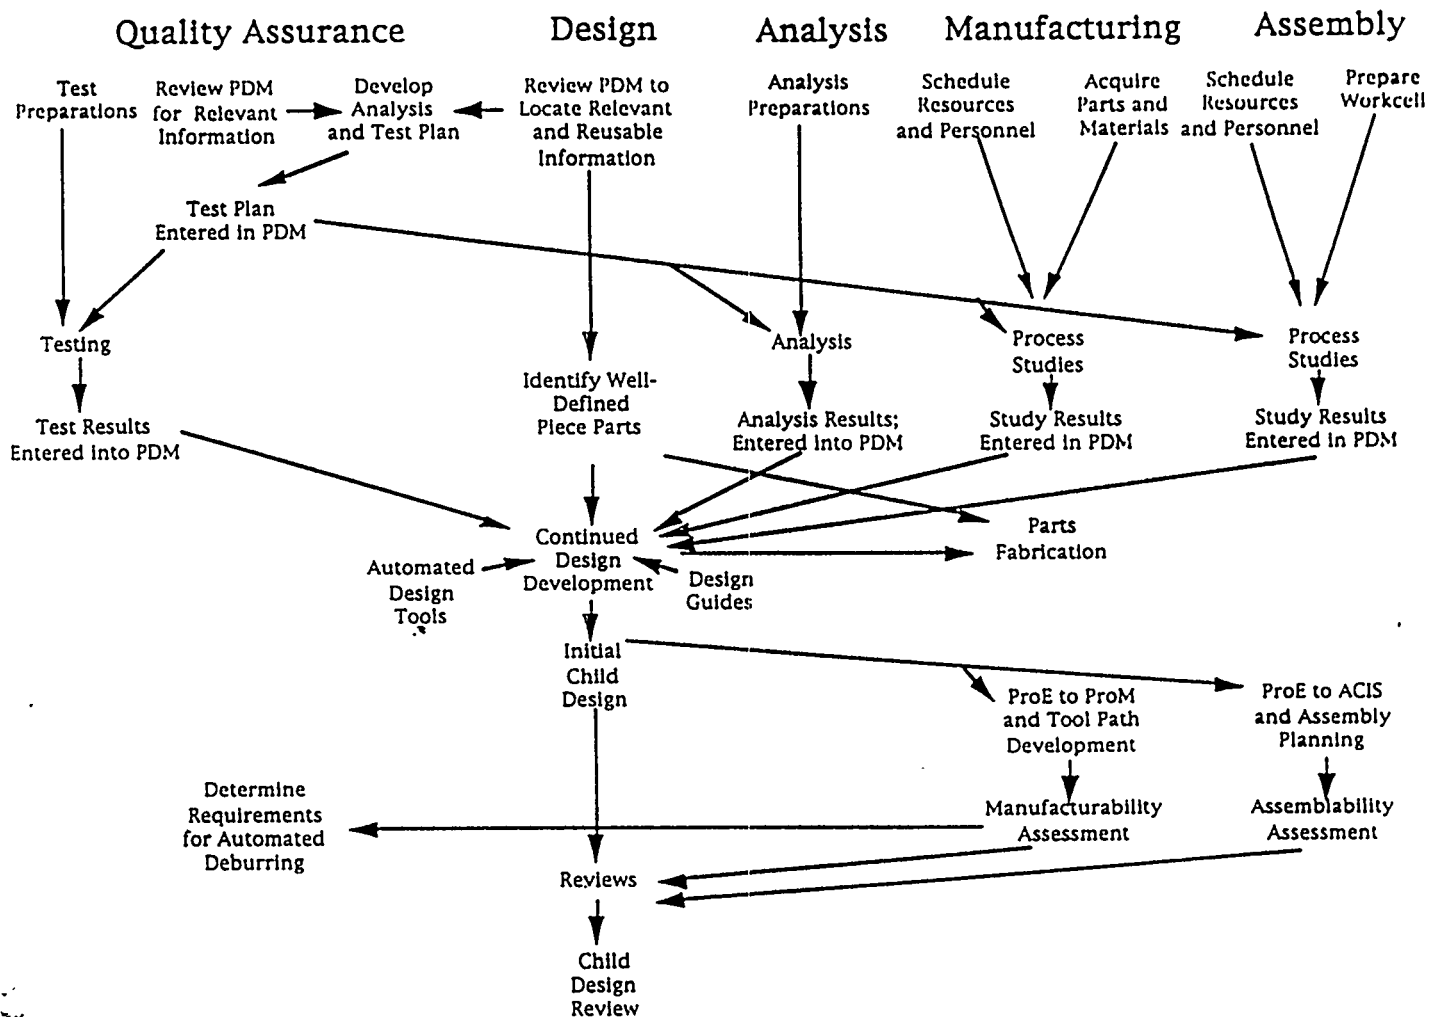 Quality Assurance
Design
Analysis
Manufacturing
Assembly
Test
Preparations
Review PDM
for Relevant
Information
Develop
Analysis
and Test Plan
Review PDM to
Locate Relevant
and Reusable
Information
Analysis
Preparations
Schedule
Resources
and Personnel
Acquire
Parts and
Materials
Schedule
Resources
and Personnel
Prepare
Workcell
Test Plan
Entered in PDM
Testing
Identify Well-
Defined
Piece Parts
Analysis
Process
Studies
Process
Studies
Test Results
Entered into PDM
Analysis Results;
Entered into PDM
Study Results
Entered in PDM
Study Results
Entered in PDM
Continued
Design
Development
Parts
Fabrication
Automated
Design
Tools
Design
Guides
Initial
Child
Design
ProE to ProM
and Tool Path
Development
ProE to ACIS
and Assembly
Planning
Determine
Requirements
for Automated
Deburring
Manufacturability
Assessment
Assemblability
Assessment
Reviews
Child
Design
Review